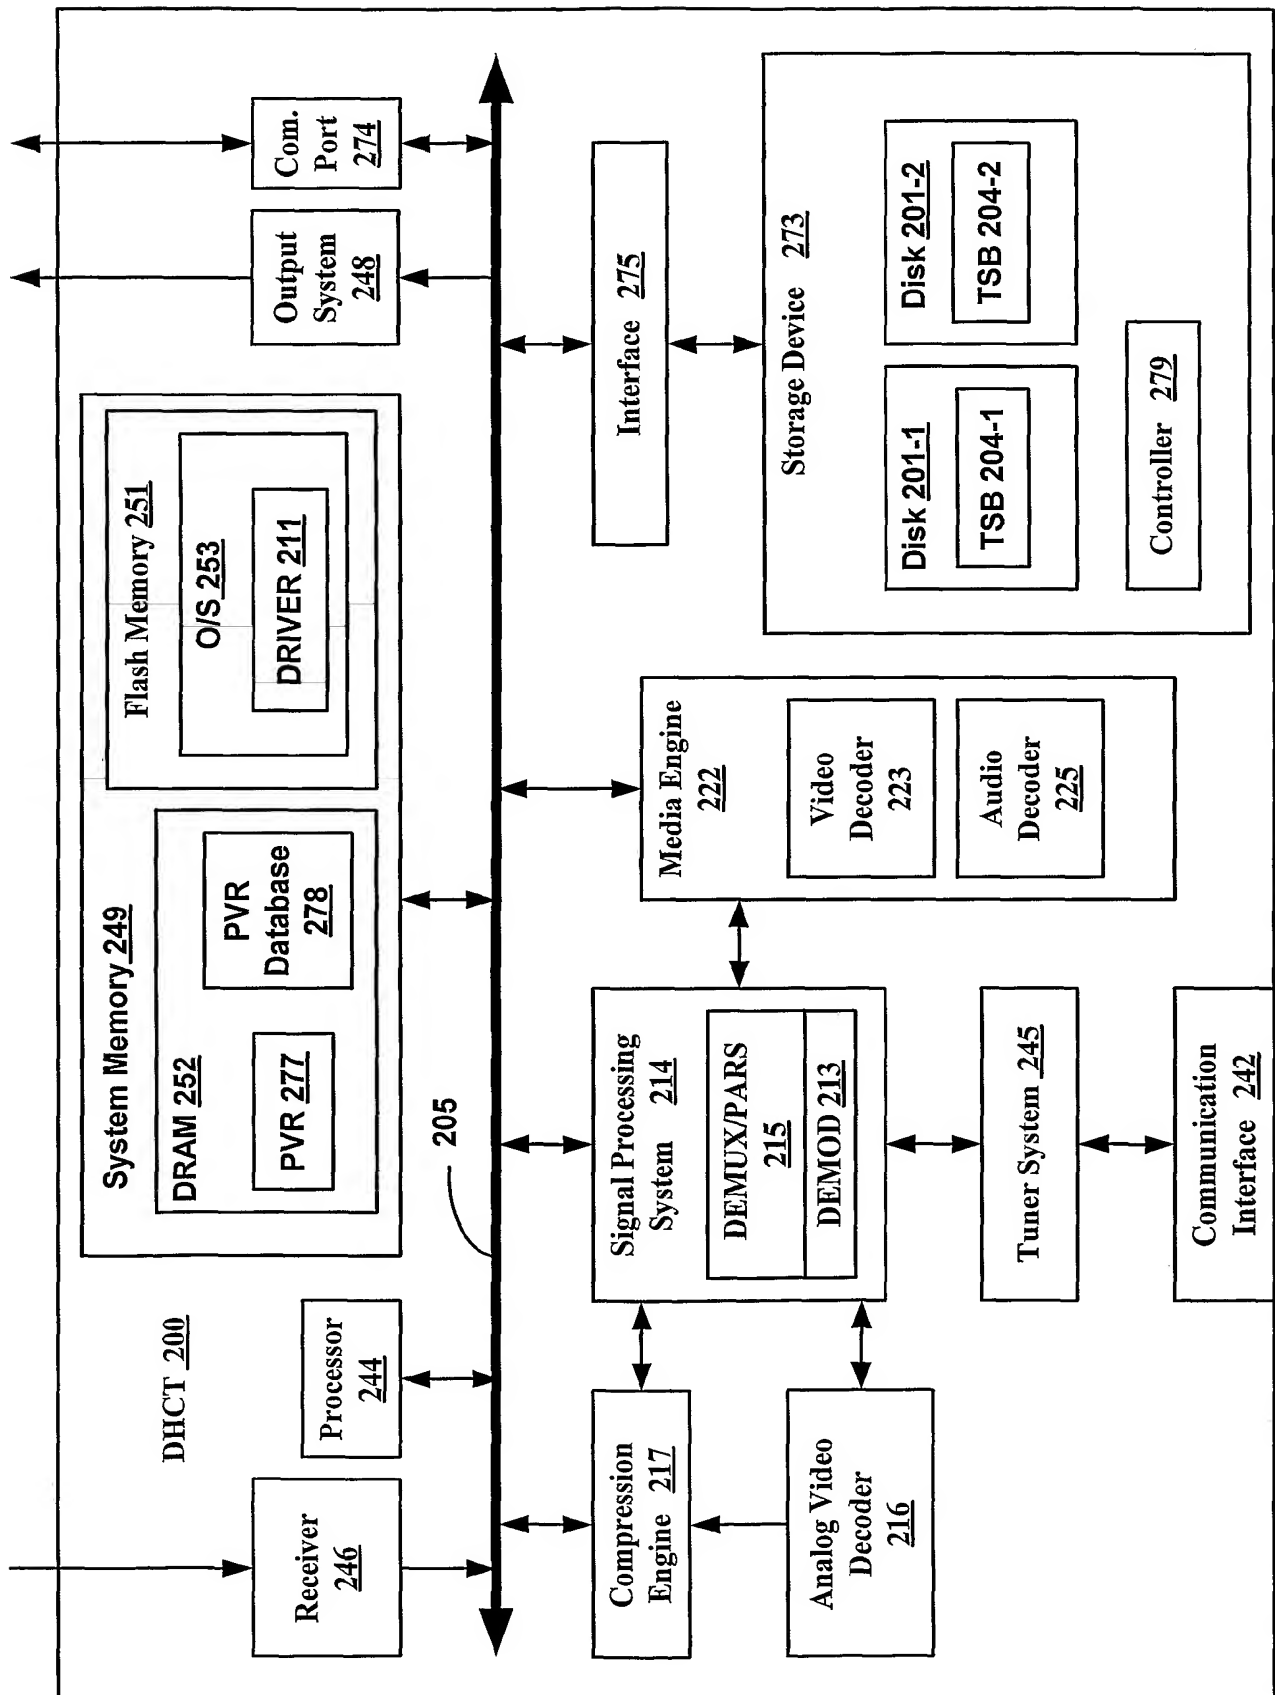 DHCT 200
Receiver
246
Processor
244
System Memory 249
DRAM 252
PVR 277
PVR
Database
278
Flash Memory 251
O/S 253
DRIVER 211
Output
System
248
Com.
Port
274
205
Compression
Engine 217
Analog Video
Decoder
216
Signal Processing
System 214
DEMUX/PARS
215
DEMOD 213
Tuner System 245
Communication
Interface 242
Media Engine
222
Video
Decoder
223
Audio
Decoder
225
Interface 275
Storage Device 273
Disk 201-1
TSB 204-1
Disk 201-2
TSB 204-2
Controller 279